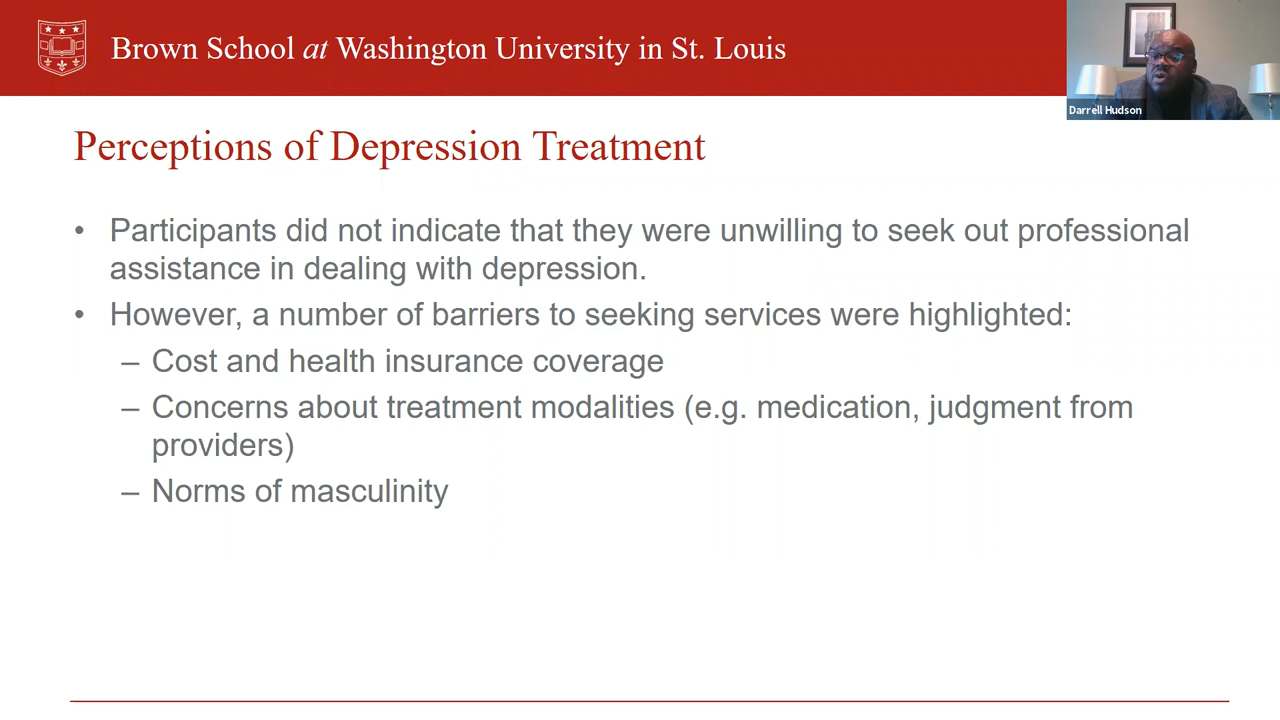 Brown School at Washington University in St. Louis
Darrell Hudson
Perceptions of Depression Treatment
• Participants did not indicate that they were unwilling to seek out professional
assistance in dealing with depression.
• However, a number of barriers to seeking services were highlighted:
– Cost and health insurance coverage
– Concerns about treatment modalities (e.g. medication, judgment from
providers)
– Norms of masculinity